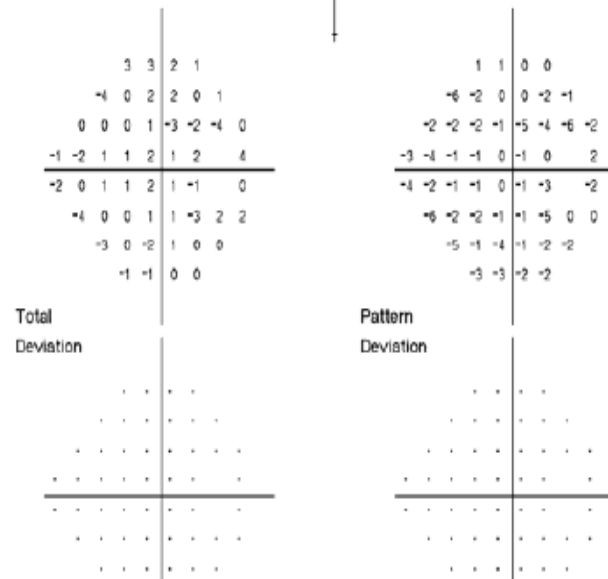 3 3 2 1 1 1 0 0
-4 0 2 2 0 1 -6 -2 0 0 -2 -1
0 0 0 1 -3 -2 -4 0 -2 -2 -2 -1 -5 -4 -6 -2
-1 -2 1 1 2 1 2 4 -3 -4 -1 -1 0 -1 0 2
-2 0 1 1 2 1 -1 0 -4 -2 -1 -1 0 -1 -3 -2
-4 0 0 1 1 -3 2 2 -6 -2 -2 -1 -1 -5 0 0
-3 0 -2 1 0 0 -5 -1 -4 -1 -2 -2
-1 -1 0 0 -3 -3 -2 -2
Total Pattern
Deviation Deviation